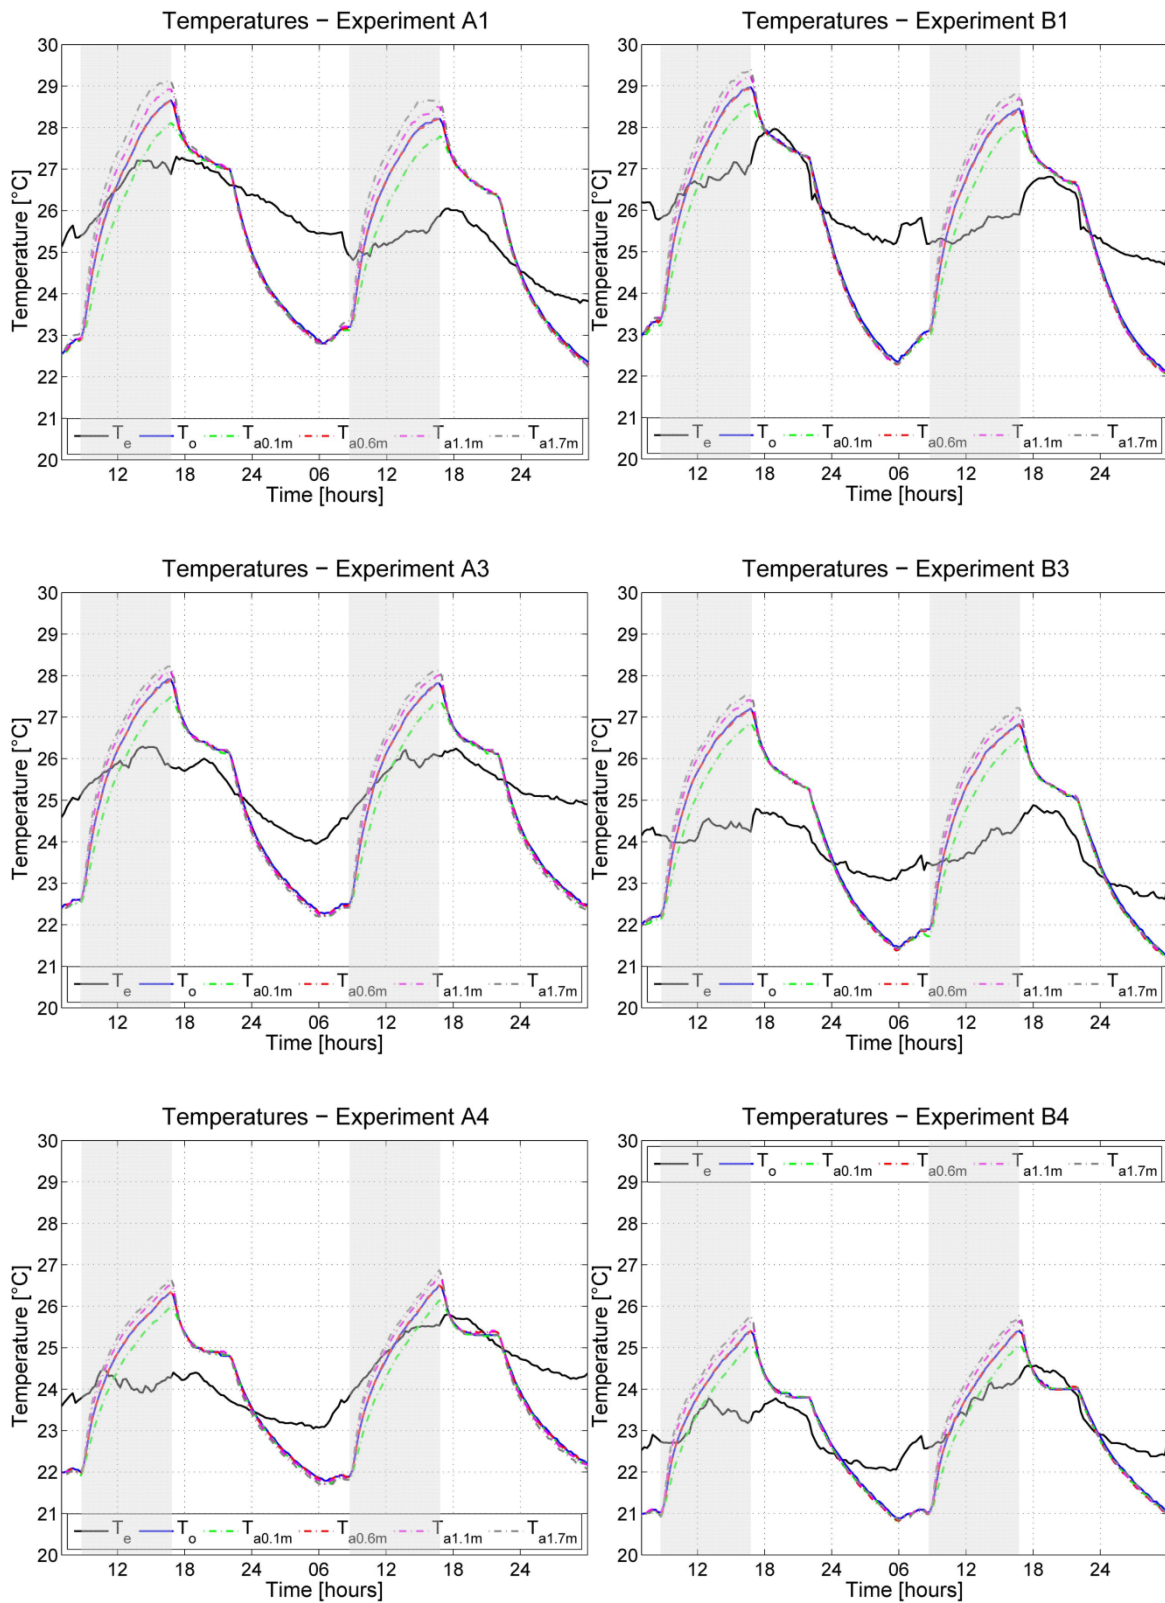 Temperatures − Experiment A1
30
29
28
27
26
25
24
23
22
21
20
Temperature [°C]
Te To Ta0.1m Ta0.6m Ta1.1m Ta1.7m
12 18 24 06 12 18 24
Time [hours]
Temperatures − Experiment B1
30
29
28
27
26
25
24
23
22
21
20
Temperature [°C]
Te To Ta0.1m Ta0.6m Ta1.1m Ta1.7m
12 18 24 06 12 18 24
Time [hours]
Temperatures − Experiment A3
30
29
28
27
26
25
24
23
22
21
20
Temperature [°C]
Te To Ta0.1m Ta0.6m Ta1.1m Ta1.7m
12 18 24 06 12 18 24
Time [hours]
Temperatures − Experiment B3
30
29
28
27
26
25
24
23
22
21
20
Temperature [°C]
Te To Ta0.1m Ta0.6m Ta1.1m Ta1.7m
12 18 24 06 12 18 24
Time [hours]
Temperatures − Experiment A4
30
29
28
27
26
25
24
23
22
21
20
Temperature [°C]
Te To Ta0.1m Ta0.6m Ta1.1m Ta1.7m
12 18 24 06 12 18 24
Time [hours]
Temperatures − Experiment B4
Te To Ta0.1m Ta0.6m Ta1.1m Ta1.7m
30
29
28
27
26
25
24
23
22
21
20
Temperature [°C]
12 18 24 06 12 18 24
Time [hours]